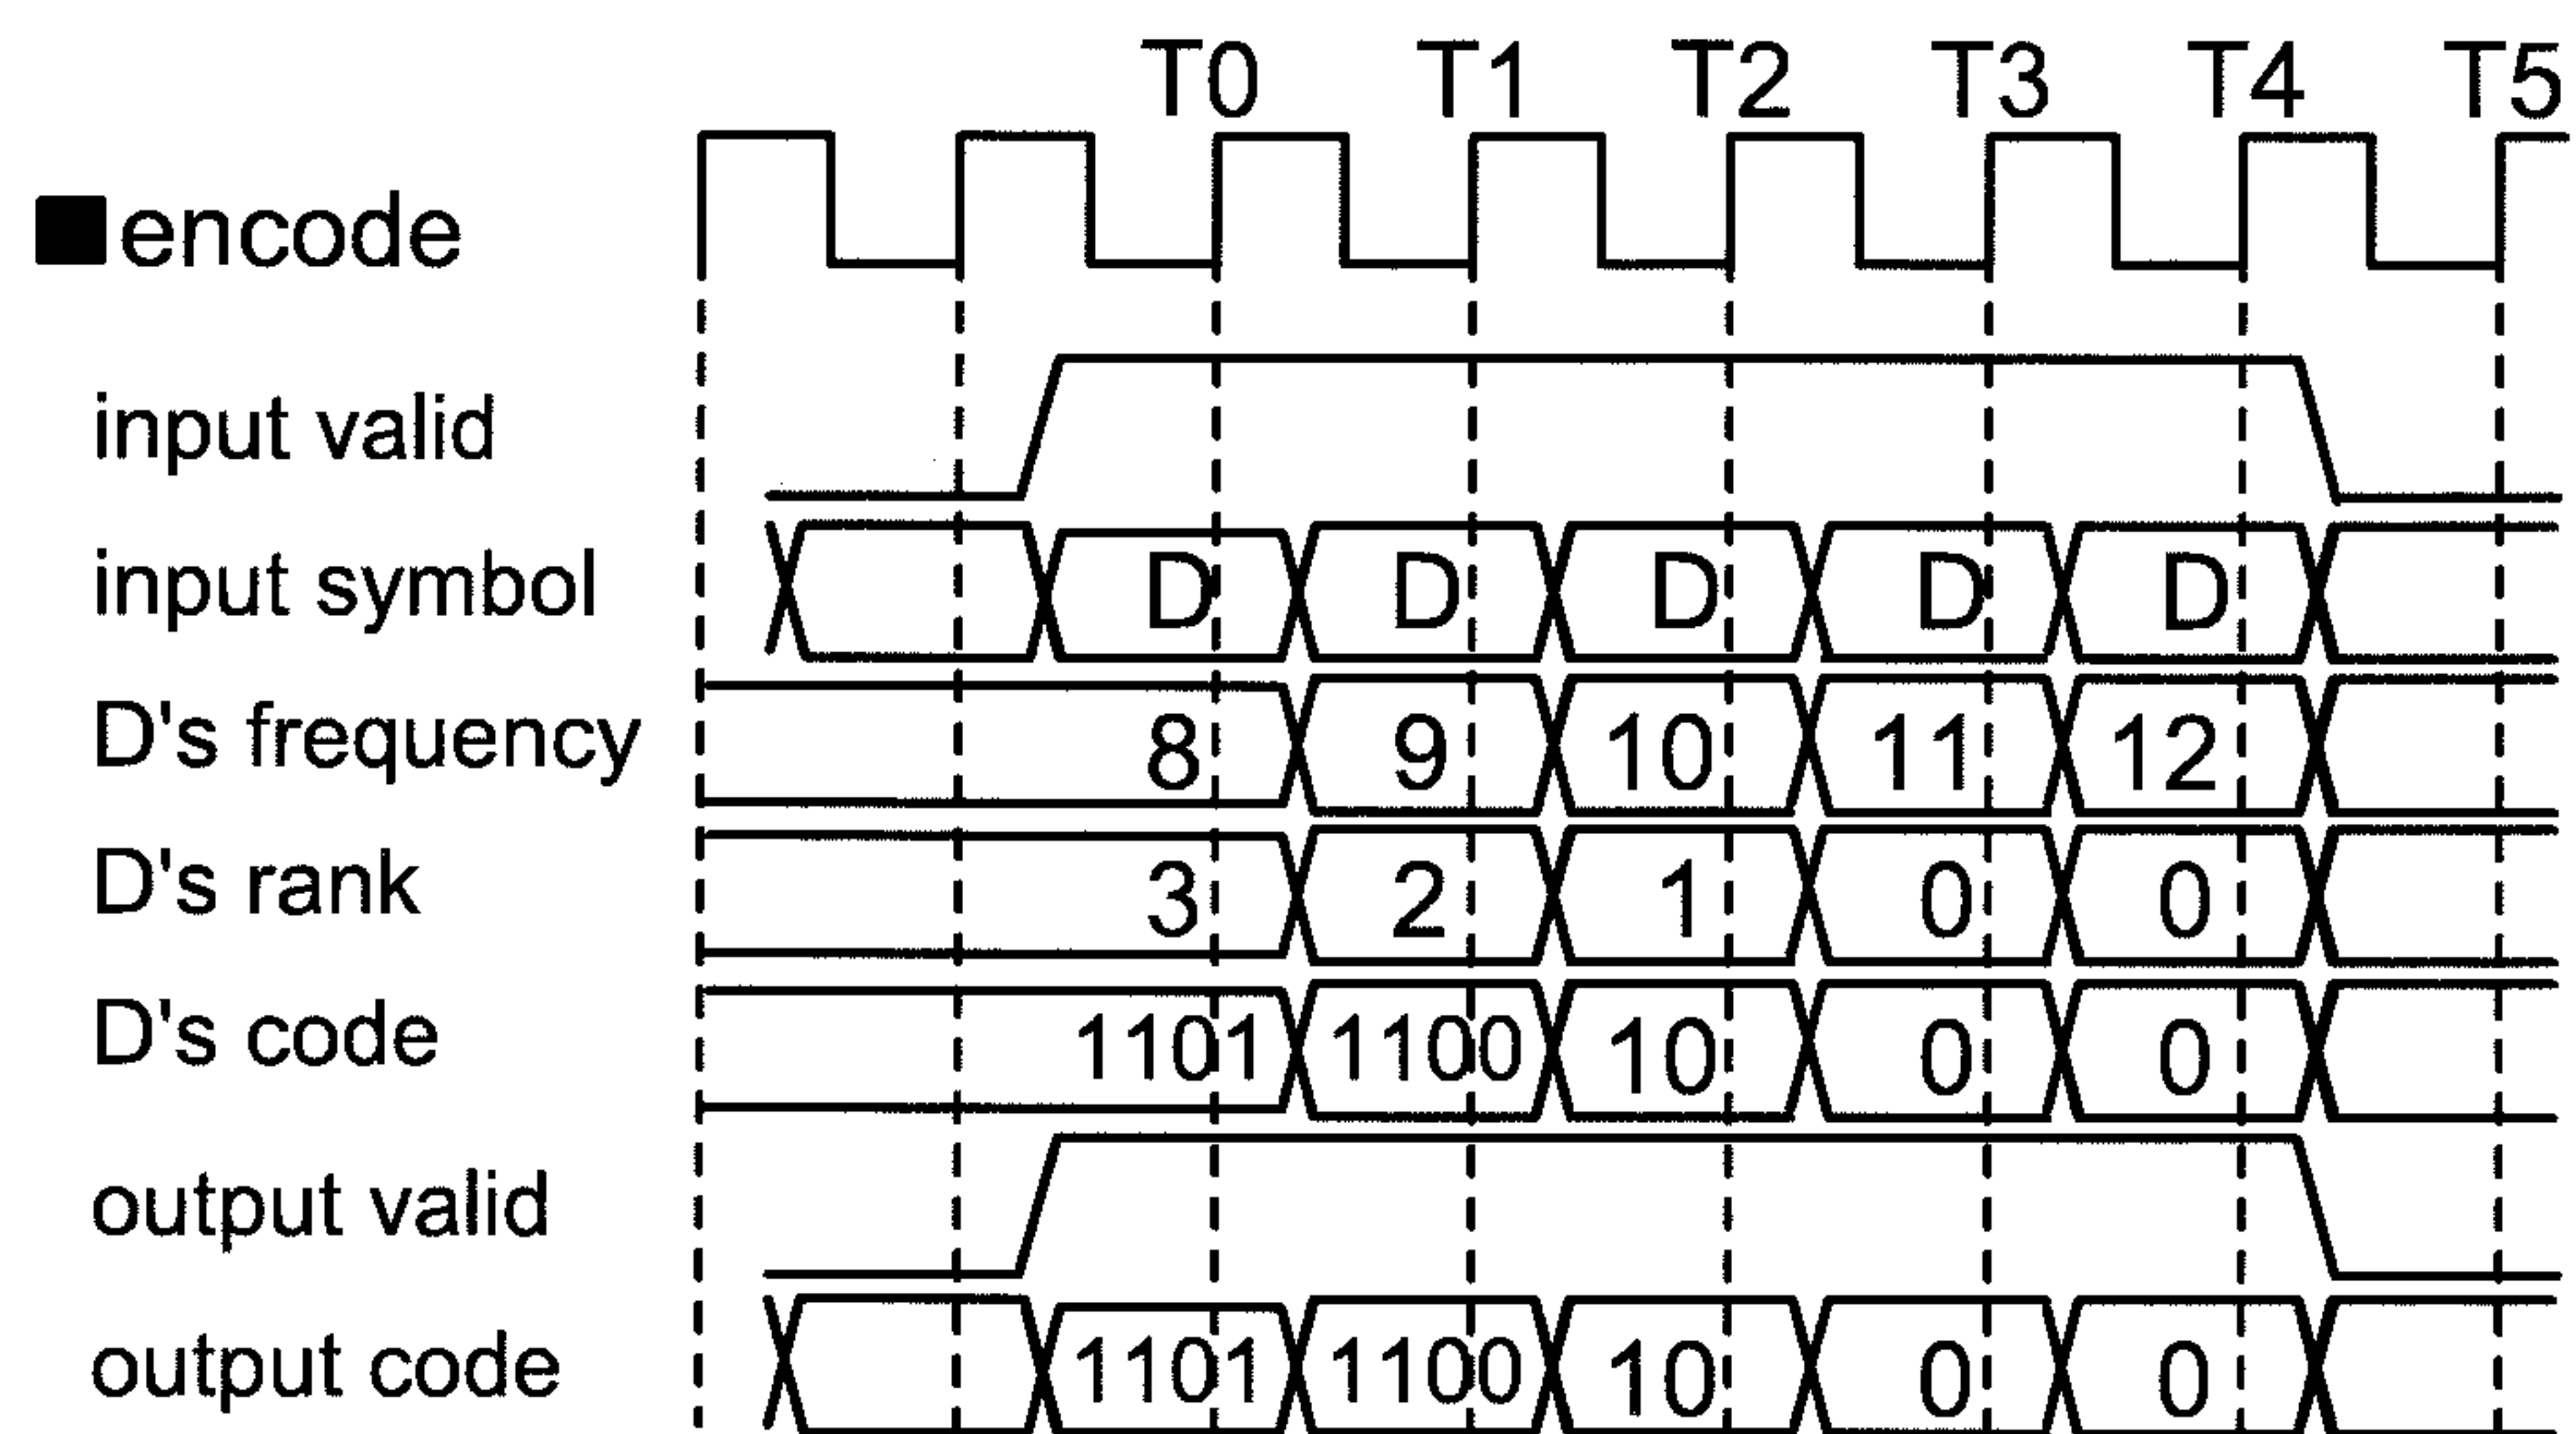 T0 T1 T2 T3 T4 T5
encode
input valid
input symbol D D D D D
D's frequency 8 9 10 11 12
D's rank 3 2 1 0 0
D's code 1101 1100 10 0 0
output valid
output code 1101 1100 10 0 0